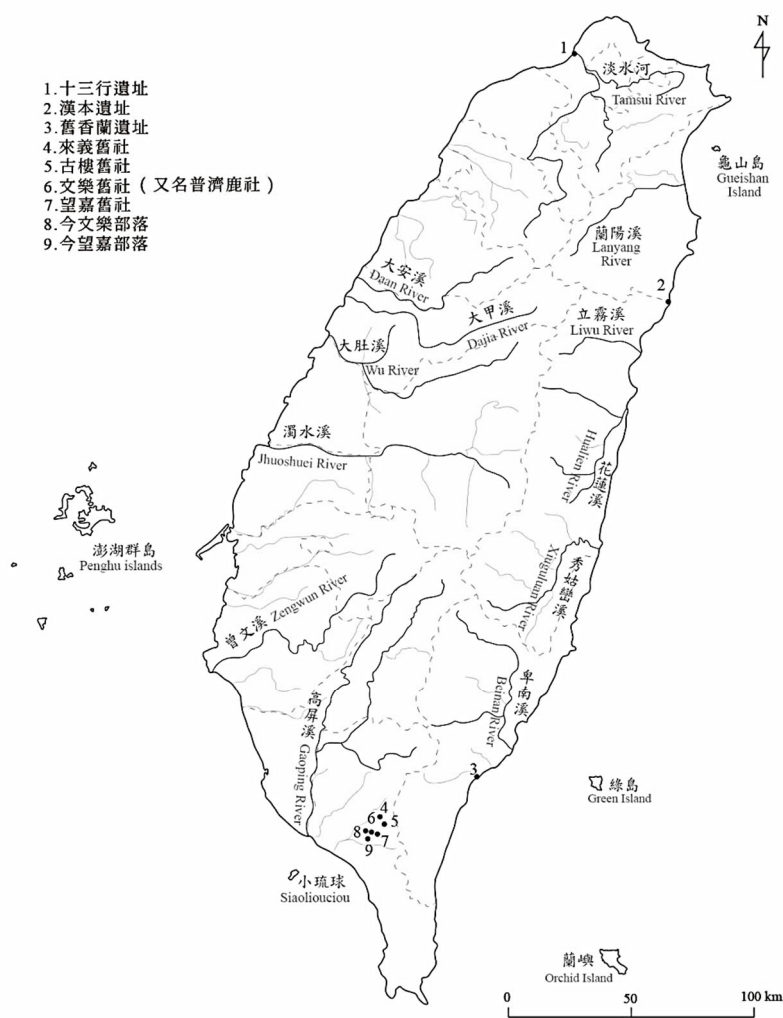 1.十三行遺址
2.漢本遺址
3.舊香蘭遺址
4.來義舊社
5.古樓舊社
6.文樂舊社（又名普濟鹿社）
7.望嘉舊社
8.今文樂部落
9.今望嘉部落
N
1
淡水河
Tamsui River
龜山島
Gueishan
Island
蘭陽溪
Lanyang
River
2
大安溪
Daan River
大甲溪
Dajia River
立霧溪
Liwu River
大肚溪
Wu River
濁水溪
Jhuoshuei River
花蓮溪
Hualien River
澎湖群島
Penghu islands
秀姑巒溪
Xiuguluan River
曾文溪 Zengwun River
卑南溪
Beinan River
高屏溪
Gaoping River
3
綠島
Green Island
4
5
6
7
8
9
小琉球
Siaoliouciou
蘭嶼
Orchid Island
0
50
100 km